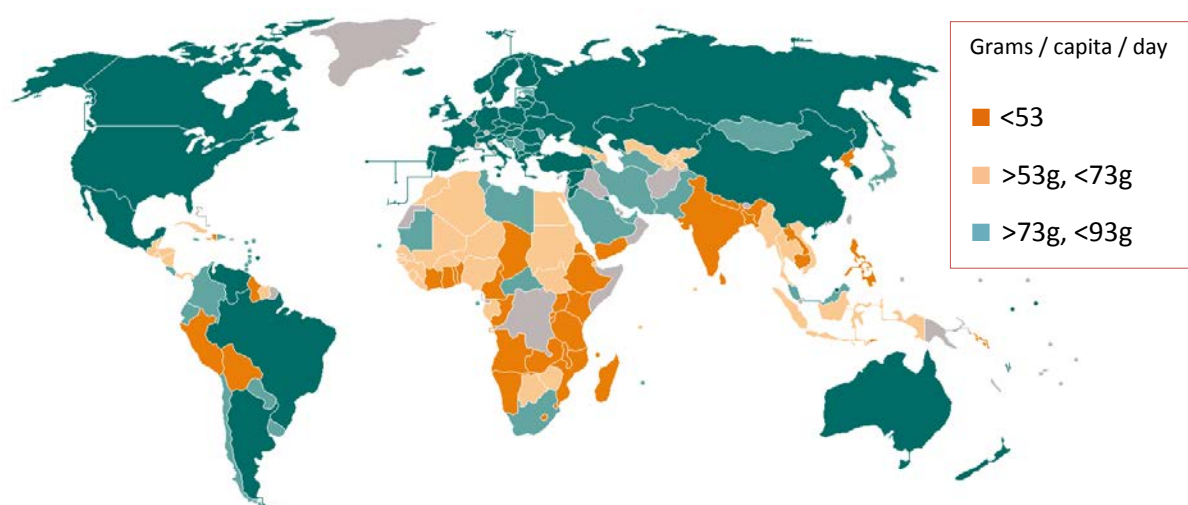 Grams / capita / day
<53
>53g, <73g
>73g, <93g